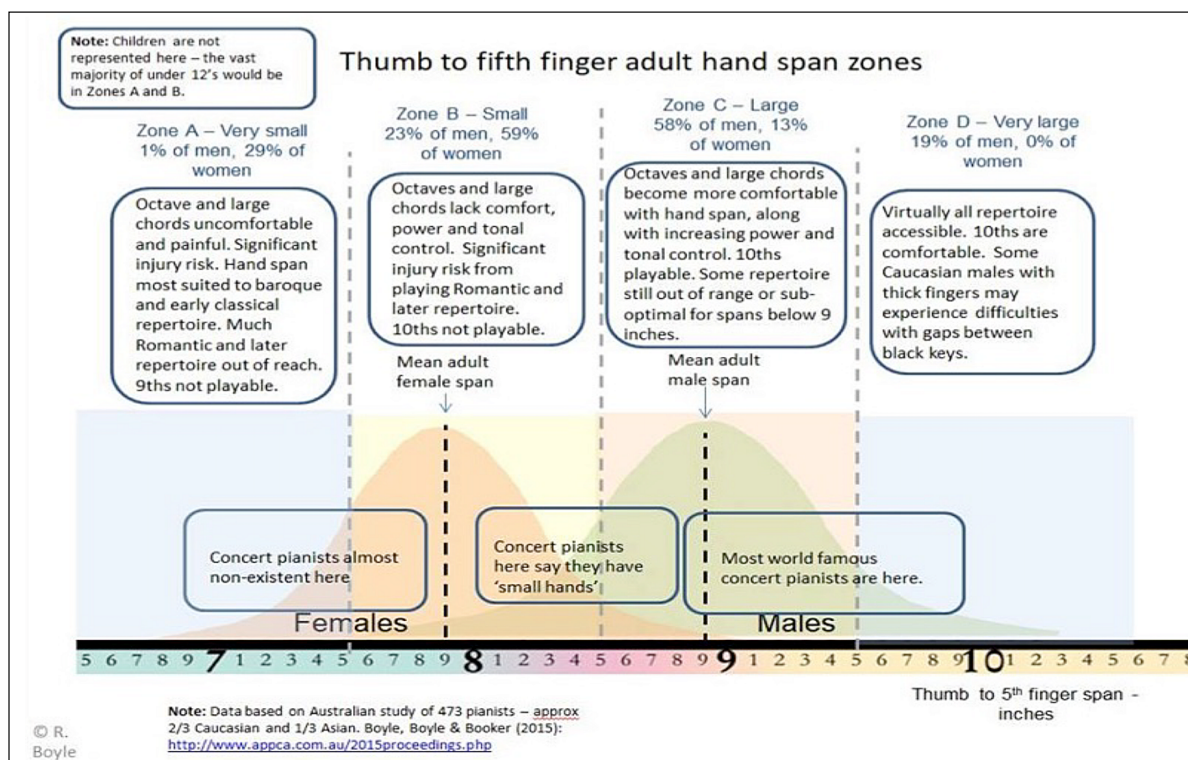 Note: Children are not
represented here – the vast
majority of under 12's would be
in Zones A and B.
Thumb to fifth finger adult hand span zones
Zone A – Very small
1% of men, 29% of
women
Zone B – Small
23% of men, 59%
of women
Zone C – Large
58% of men, 13%
of women
Zone D – Very large
19% of men, 0% of
women
Octave and large
chords uncomfortable
and painful. Significant
injury risk. Hand span
most suited to baroque
and early classical
repertoire. Much
Romantic and later
repertoire out of reach.
9ths not playable.
Octaves and large
chords lack comfort,
power and tonal
control. Significant
injury risk from
playing Romantic and
later repertoire.
10ths not playable.
Octaves and large chords
become more comfortable
with hand span, along
with increasing power and
tonal control. 10ths
playable. Some repertoire
still out of range or sub-
optimal for spans below 9
inches.
Virtually all repertoire
accessible. 10ths are
comfortable. Some
Caucasian males with
thick fingers may
experience difficulties
with gaps between
black keys.
Mean adult
female span
Mean adult
male span
Concert pianists almost
non-existent here
Concert pianists
here say they have
'small hands'
Most world famous
concert pianists are here.
Females
Males
5 6 7 8 9 7 1 2 3 4 5 6 7 8 9 8 1 2 3 4 5 6 7 8 9 9 1 2 3 4 5 6 7 8 9 10 1 2 3 4 5 6 7 8
Thumb to 5th finger span -
inches
Note: Data based on Australian study of 473 pianists – approx
2/3 Caucasian and 1/3 Asian. Boyle, Boyle & Booker (2015):
http://www.appca.com.au/2015proceedings.php
© R.
Boyle